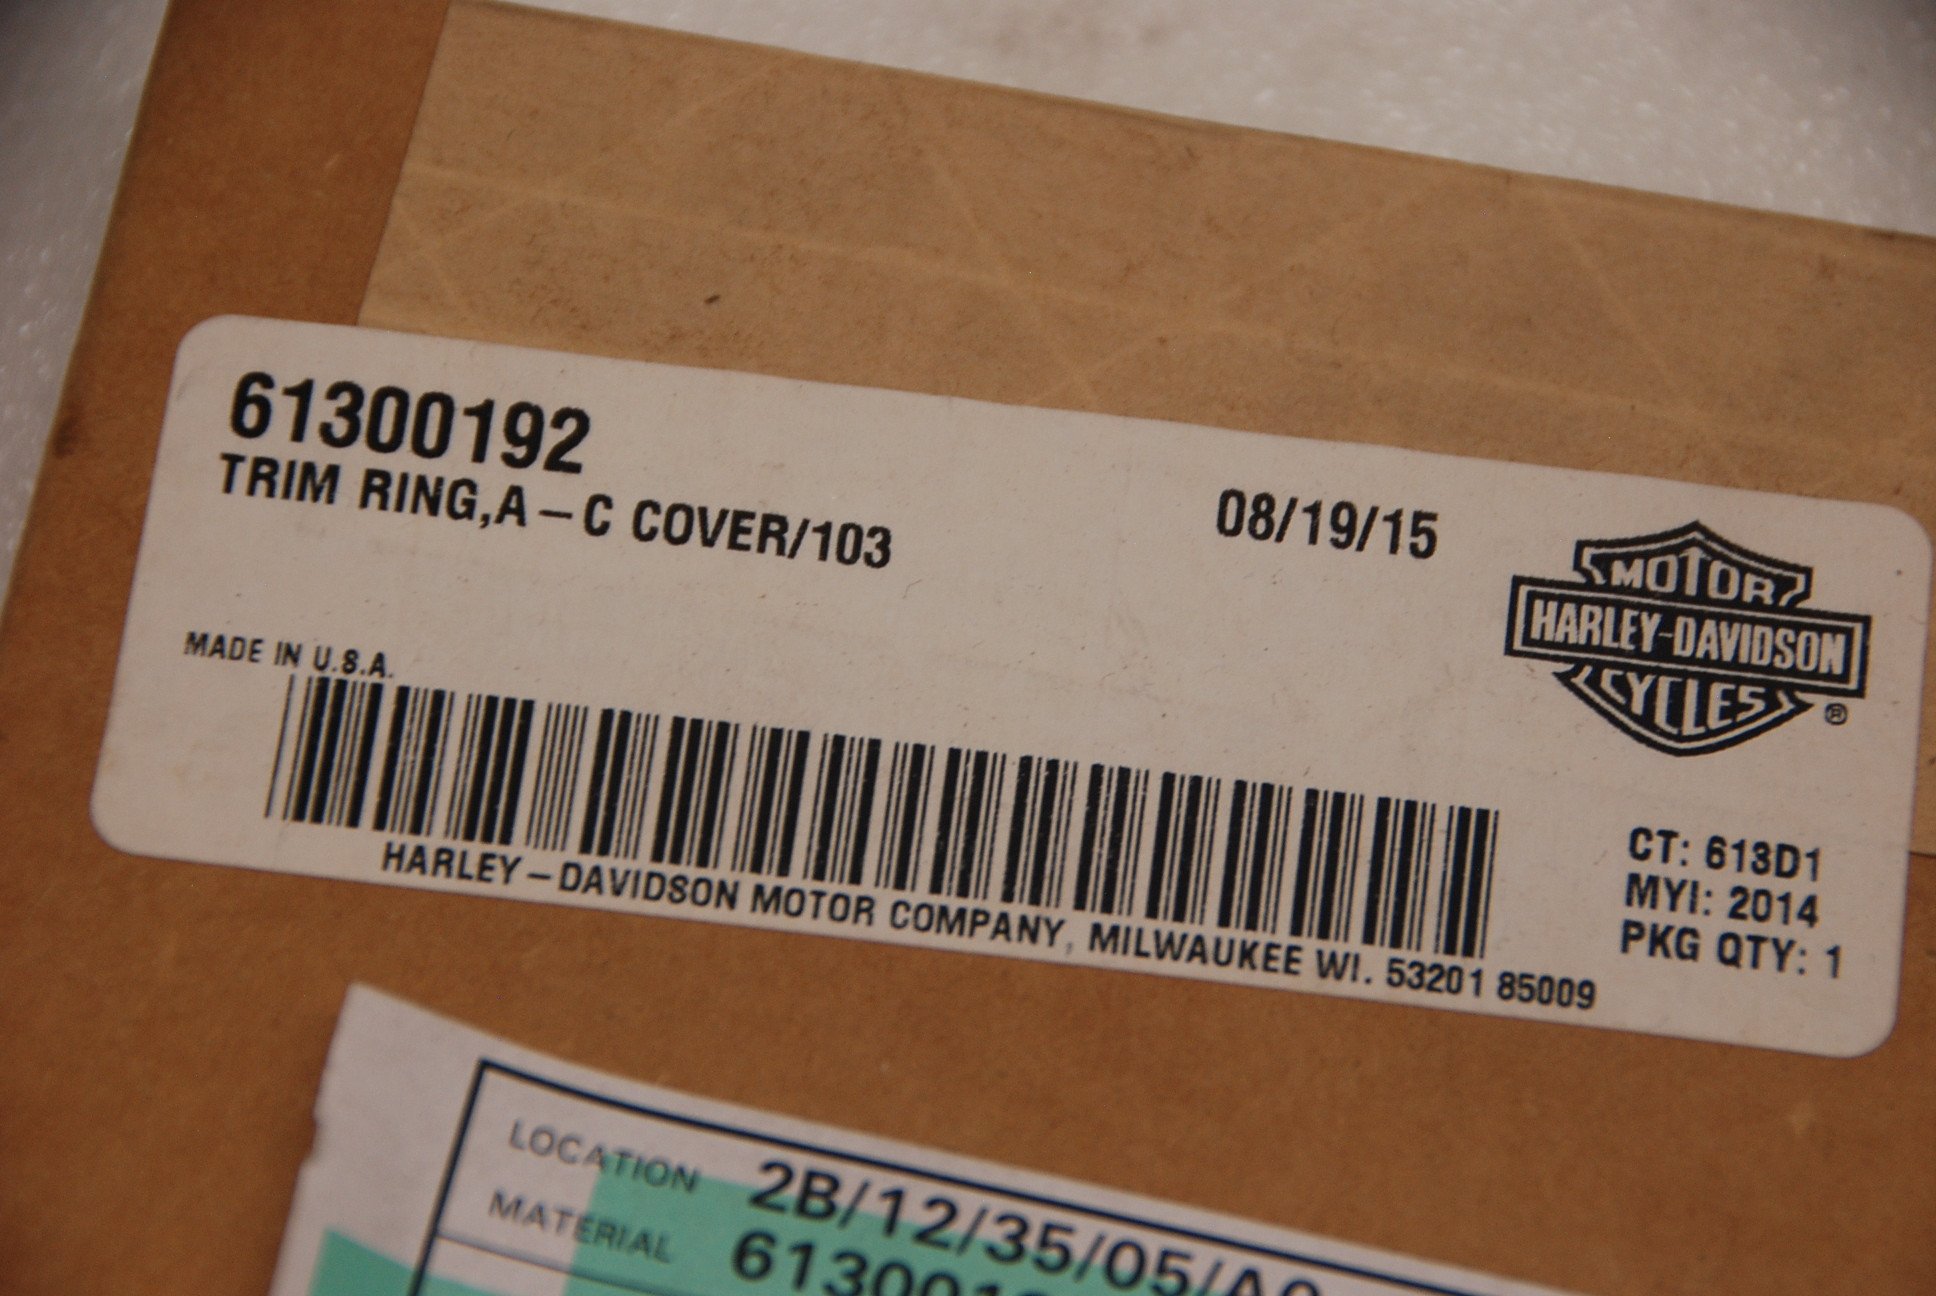 61300192
TRIM RING,A-C COVER/103
08/19/15
MOTOR
HARLEY-DAVIDSON
CYCLES
®
MADE IN U.S.A.
HARLEY-DAVIDSON MOTOR COMPANY, MILWAUKEE WI. 53201 85009
CT: 613D1
MYI: 2014
PKG QTY: 1
LOCATION 2B/12/35/05/A0
MATERIAL